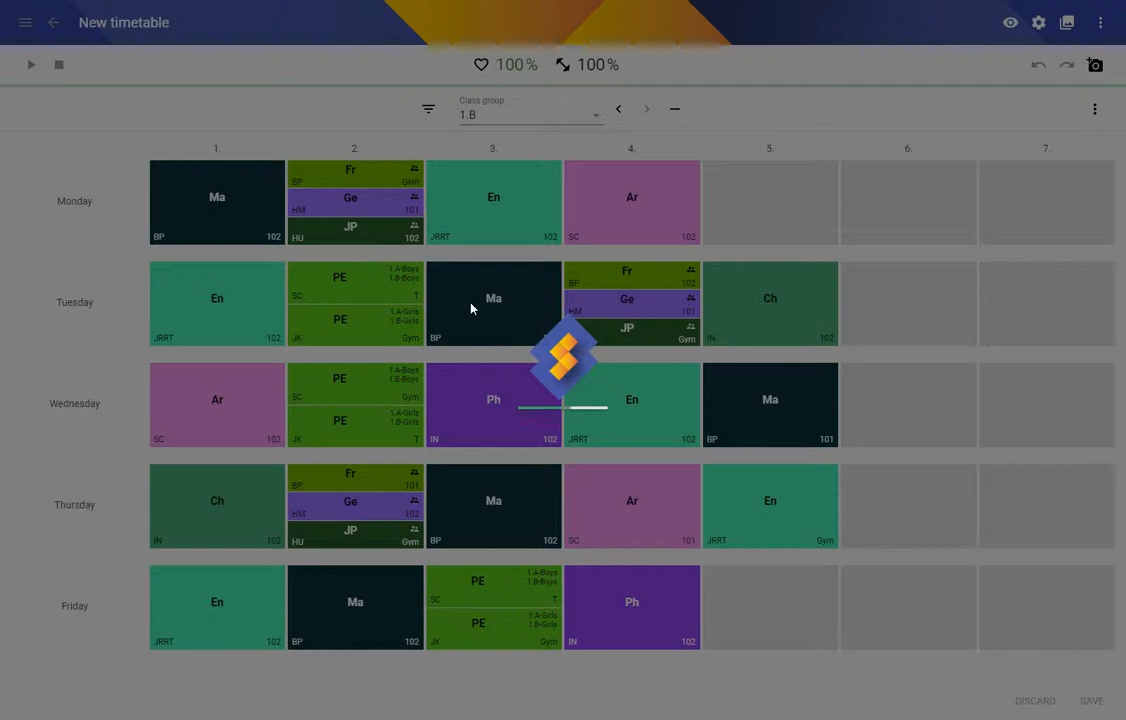 New timetable
100 %
100 %
Class group
1.B
1.
2.
3.
4.
5.
6.
7.
Monday
Ma
BP 102
Fr
BP Gym
Ge
HM 101
JP
HU 102
En
JRRT 102
Ar
SC 102
Tuesday
En
JRRT 102
PE
1.A-Boys
1.B-Boys
SC T
PE
1.A-Girls
1.B-Girls
JK Gym
Ma
BP
Fr
BP 102
Ge
HM 101
JP
Gym
Ch
IN 102
Wednesday
Ar
SC 102
PE
1.A-Boys
1.B-Boys
SC Gym
PE
1.A-Girls
1.B-Girls
JK T
Ph
IN 102
En
JRRT 102
Ma
BP 101
Thursday
Ch
IN 102
Fr
BP 101
Ge
HM 102
JP
HU Gym
Ma
BP 102
Ar
SC 101
En
JRRT Gym
Friday
En
JRRT 102
Ma
BP 102
PE
1.A-Boys
1.B-Boys
SC T
PE
1.A-Girls
1.B-Girls
JK Gym
Ph
IN 102
DISCARD
SAVE